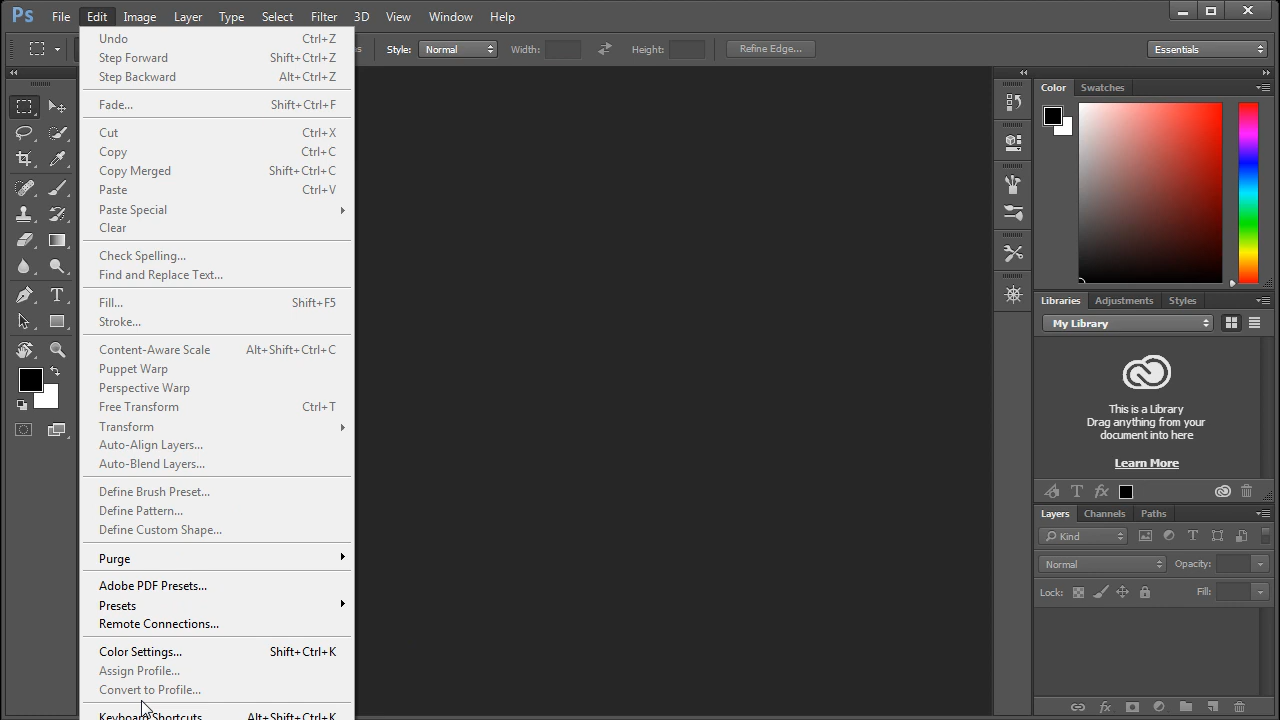 Ps File Edit Image Layer Type Select Filter 3D View Window Help
Style: Normal Width: Height: Refine Edge... Essentials
Undo Ctrl+Z
Step Forward Shift+Ctrl+Z
Step Backward Alt+Ctrl+Z
Fade... Shift+Ctrl+F
Cut Ctrl+X
Copy Ctrl+C
Copy Merged Shift+Ctrl+C
Paste Ctrl+V
Paste Special
Clear
Check Spelling...
Find and Replace Text...
Fill... Shift+F5
Stroke...
Content-Aware Scale Alt+Shift+Ctrl+C
Puppet Warp
Perspective Warp
Free Transform Ctrl+T
Transform
Auto-Align Layers...
Auto-Blend Layers...
Define Brush Preset...
Define Pattern...
Define Custom Shape...
Purge
Adobe PDF Presets...
Presets
Remote Connections...
Color Settings... Shift+Ctrl+K
Assign Profile...
Convert to Profile...
Keyboard Shortcuts... Alt+Shift+Ctrl+K
Color Swatches
Libraries Adjustments Styles
My Library
This is a Library
Drag anything from your
document into here
Learn More
Layers Channels Paths
Kind
Normal Opacity:
Lock: Fill: